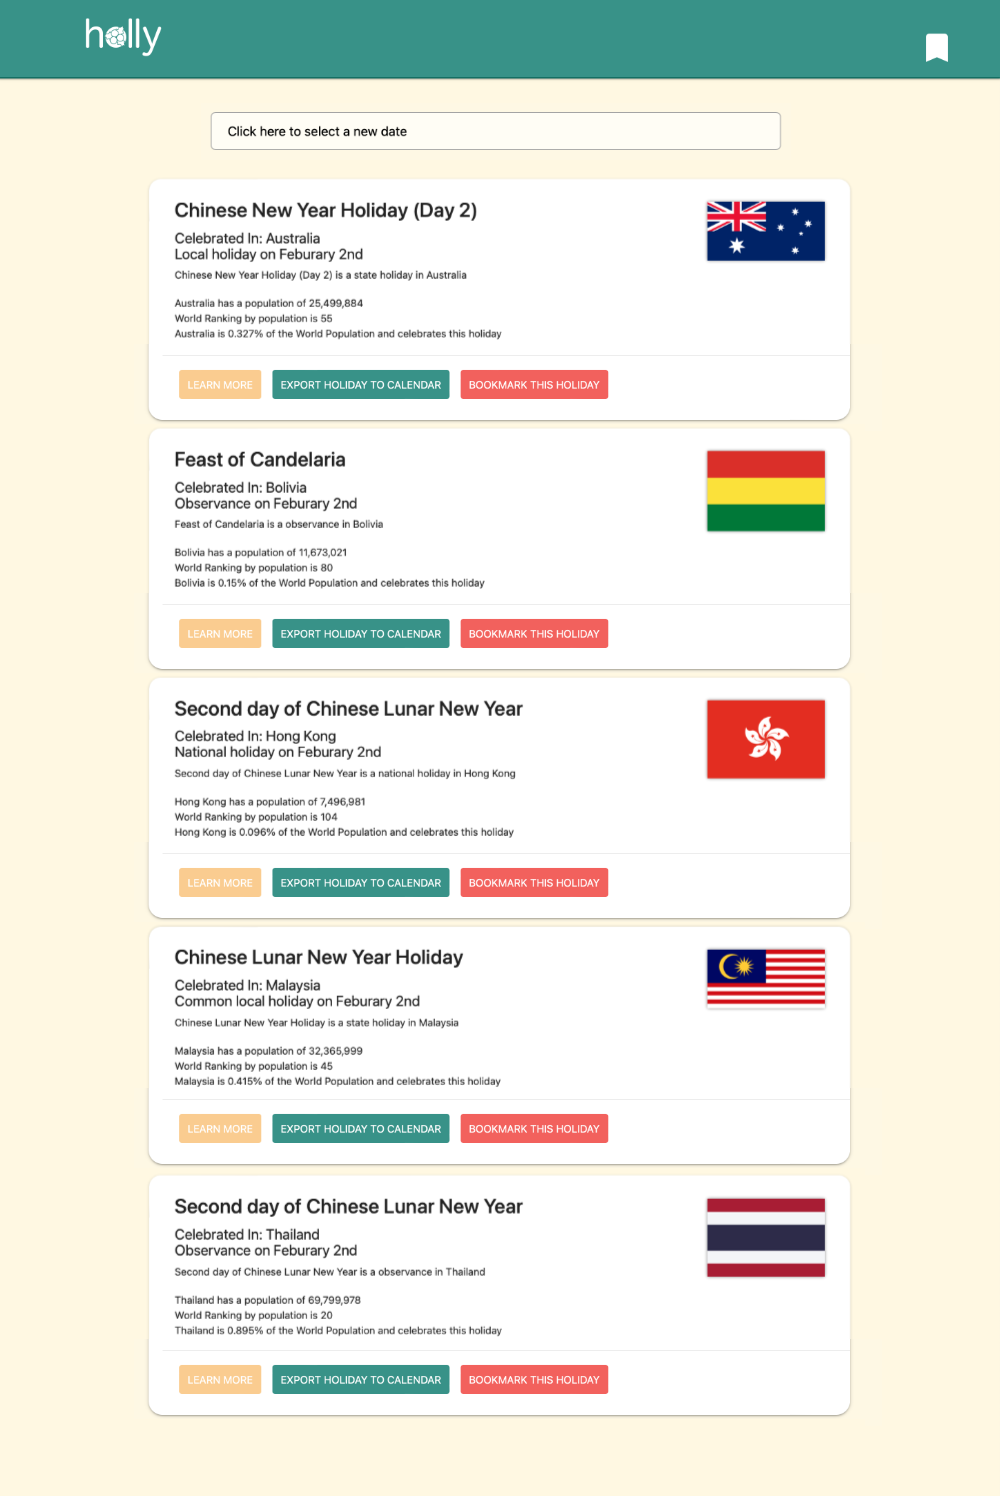 holly
Click here to select a new date
Chinese New Year Holiday (Day 2)
Celebrated In: Australia
Local holiday on Feburary 2nd
Chinese New Year Holiday (Day 2) is a state holiday in Australia
Australia has a population of 25,499,884
World Ranking by population is 55
Australia is 0.327% of the World Population and celebrates this holiday
LEARN MORE EXPORT HOLIDAY TO CALENDAR BOOKMARK THIS HOLIDAY
Feast of Candelaria
Celebrated In: Bolivia
Observance on Feburary 2nd
Feast of Candelaria is a observance in Bolivia
Bolivia has a population of 11,673,021
World Ranking by population is 80
Bolivia is 0.15% of the World Population and celebrates this holiday
LEARN MORE EXPORT HOLIDAY TO CALENDAR BOOKMARK THIS HOLIDAY
Second day of Chinese Lunar New Year
Celebrated In: Hong Kong
National holiday on Feburary 2nd
Second day of Chinese Lunar New Year is a national holiday in Hong Kong
Hong Kong has a population of 7,496,981
World Ranking by population is 104
Hong Kong is 0.096% of the World Population and celebrates this holiday
LEARN MORE EXPORT HOLIDAY TO CALENDAR BOOKMARK THIS HOLIDAY
Chinese Lunar New Year Holiday
Celebrated In: Malaysia
Common local holiday on Feburary 2nd
Chinese Lunar New Year Holiday is a state holiday in Malaysia
Malaysia has a population of 32,365,999
World Ranking by population is 45
Malaysia is 0.415% of the World Population and celebrates this holiday
LEARN MORE EXPORT HOLIDAY TO CALENDAR BOOKMARK THIS HOLIDAY
Second day of Chinese Lunar New Year
Celebrated In: Thailand
Observance on Feburary 2nd
Second day of Chinese Lunar New Year is a observance in Thailand
Thailand has a population of 69,799,978
World Ranking by population is 20
Thailand is 0.895% of the World Population and celebrates this holiday
LEARN MORE EXPORT HOLIDAY TO CALENDAR BOOKMARK THIS HOLIDAY